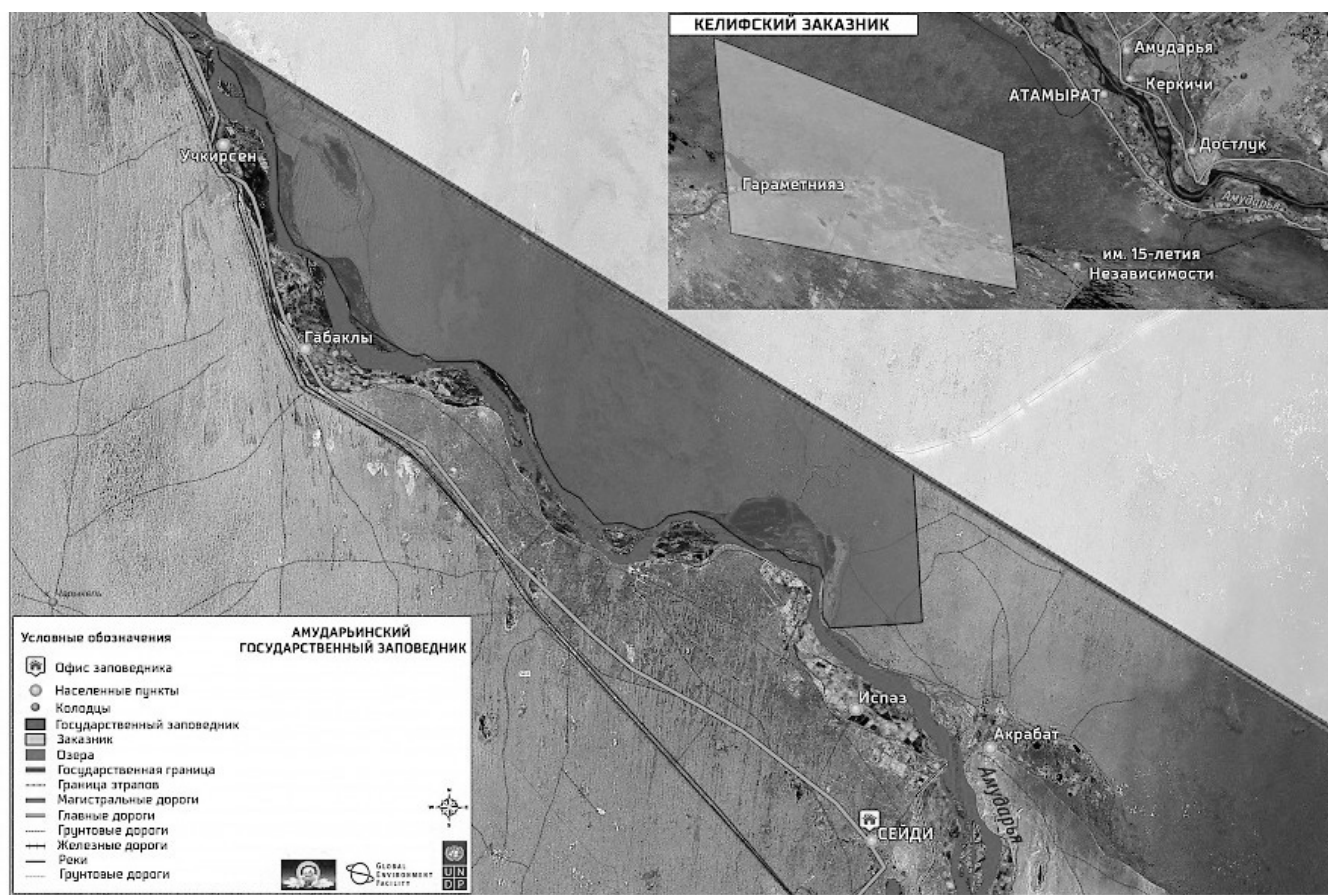 КЕЛИФСКИЙ ЗАКАЗНИК
Амударья
Керкичи
АТАМЫРАТ
Достлук
Амударья
Гараметнияз
им. 15-летия
Независимости
Учкирсен
Габаклы
Испаз
Акрабат
Амударья
СЕЙДИ
АМУДАРЬИНСКИЙ
ГОСУДАРСТВЕННЫЙ ЗАПОВЕДНИК
Условные обозначения
Офис заповедника
Населенные пункты
Колодцы
Государственный заповедник
Заказник
Озера
Государственная граница
Граница этрапов
Магистральные дороги
Главные дороги
Грунтовые дороги
Железные дороги
Реки
Грунтовые дороги
GLOBAL
ENVIRONMENT
FACILITY
U N
D P